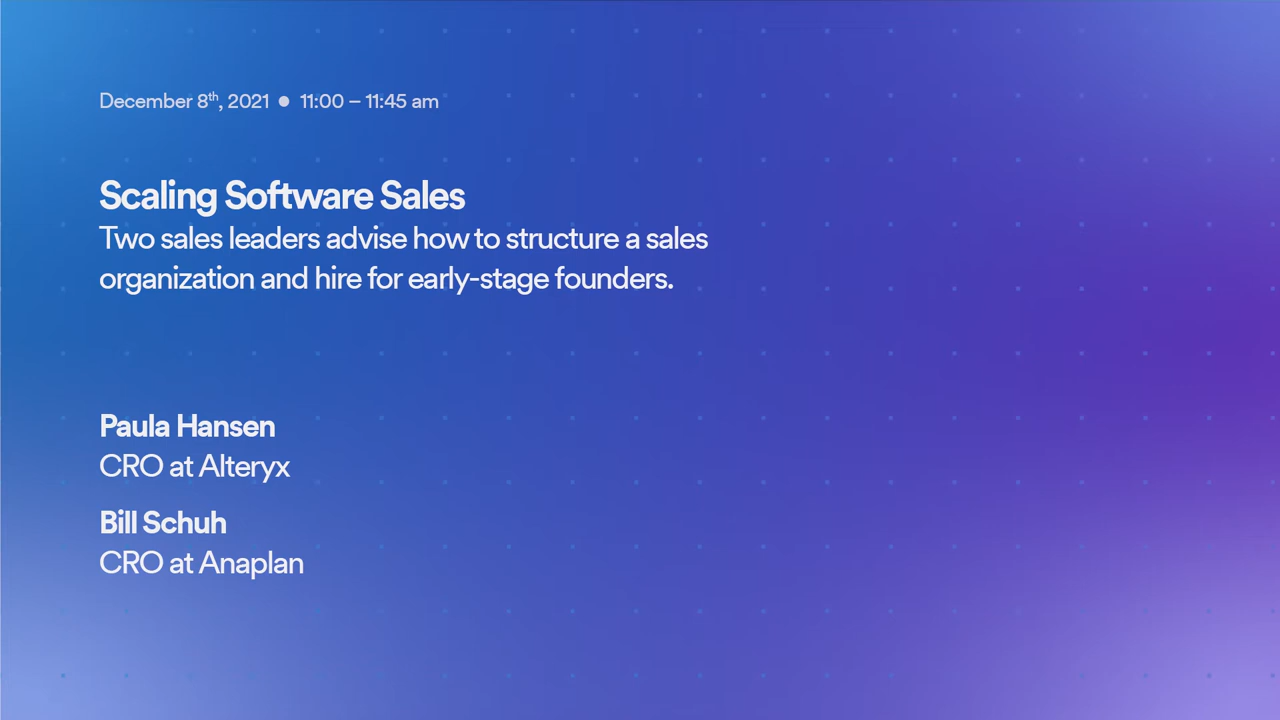 December 8th, 2021 ● 11:00 – 11:45 am
Scaling Software Sales
Two sales leaders advise how to structure a sales
organization and hire for early-stage founders.
Paula Hansen
CRO at Alteryx
Bill Schuh
CRO at Anaplan